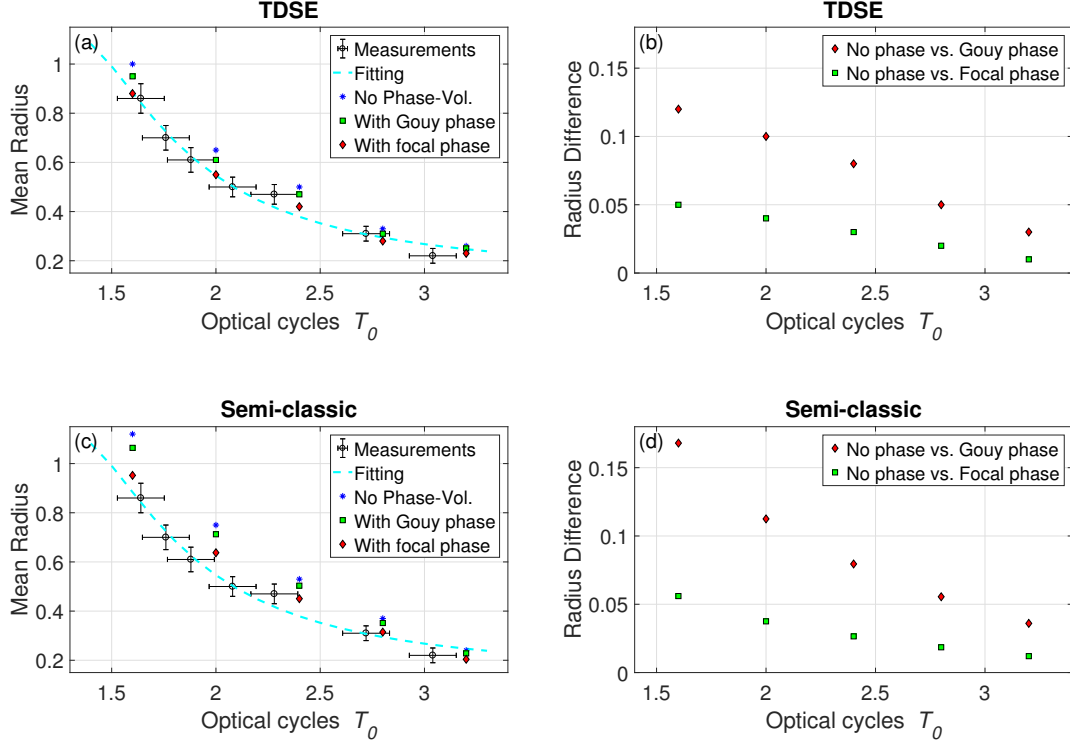 TDSE
(a)
Measurements
Fitting
No Phase-Vol.
With Gouy phase
With focal phase
Mean Radius
1
0.8
0.6
0.4
0.2
1.5 2 2.5 3
Optical cycles T0
TDSE
(b)
No phase vs. Gouy phase
No phase vs. Focal phase
Radius Difference
0.15
0.1
0.05
0
1.5 2 2.5 3
Optical cycles T0
Semi-classic
(c)
Measurements
Fitting
No Phase-Vol.
With Gouy phase
With focal phase
Mean Radius
1
0.8
0.6
0.4
0.2
1.5 2 2.5 3
Optical cycles T0
Semi-classic
(d)
No phase vs. Gouy phase
No phase vs. Focal phase
Radius Difference
0.15
0.1
0.05
0
1.5 2 2.5 3
Optical cycles T0